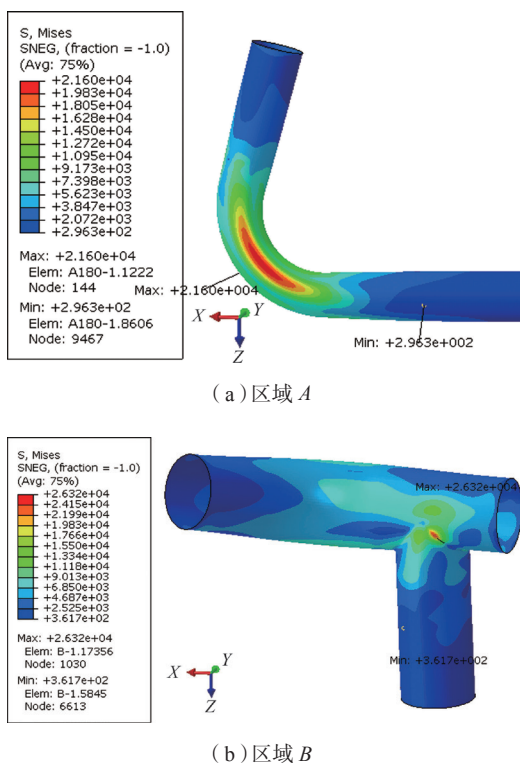 S, Mises
SNEG, (fraction = -1.0)
(Avg: 75%)
+2.160e+04
+1.983e+04
+1.805e+04
+1.628e+04
+1.450e+04
+1.272e+04
+1.095e+04
+9.173e+03
+7.398e+03
+5.623e+03
+3.847e+03
+2.072e+03
+2.963e+02
Max: +2.160e+04
Elem: A180-1.1222
Node: 144
Min: +2.963e+02
Elem: A180-1.8606
Node: 9467
Max: +2.160e+004
X
Y
Z
Min: +2.963e+002
（a）区域 A
S, Mises
SNEG, (fraction = -1.0)
(Avg: 75%)
+2.632e+04
+2.415e+04
+2.199e+04
+1.983e+04
+1.766e+04
+1.550e+04
+1.334e+04
+1.118e+04
+9.013e+03
+6.850e+03
+4.687e+03
+2.525e+03
+3.617e+02
Max: +2.632e+04
Elem: B-1.17356
Node: 1030
Min: +3.617e+02
Elem: B-1.5845
Node: 6613
Max: +2.632e+004
X
Y
Z
Min: +3.617e+002
（b）区域 B